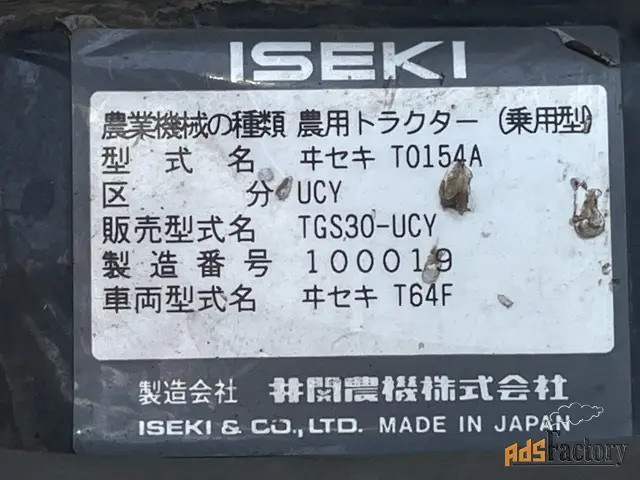 ISEKI
農業機械の種類 農用トラクター (乗用型)
型式名 ヰセキ TO154A
区分 UCY
販売型式名 TGS30-UCY
製造番号 100019
車両型式名 ヰセキ T64F
製造会社 井関農機株式会社
ISEKI & CO., LTD. MADE IN JAPAN
AdsFactory